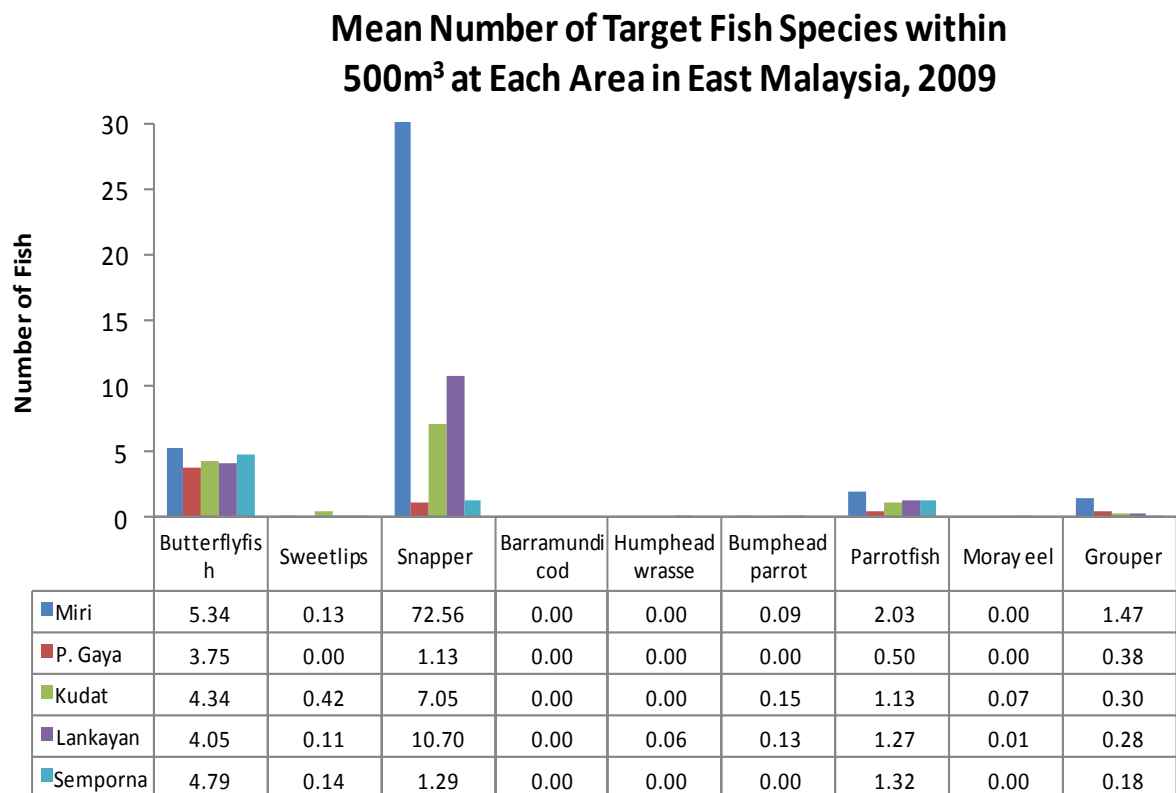 Mean Number of Target Fish Species within
500m³ at Each Area in East Malaysia, 2009
Number of Fish
30
25
20
15
10
5
0
Butterflyfis
h
Sweetlips
Snapper
Barramundi
cod
Humphead
wrasse
Bumphead
parrot
Parrotfish
Moray eel
Grouper
Miri 5.34 0.13 72.56 0.00 0.00 0.09 2.03 0.00 1.47
P. Gaya 3.75 0.00 1.13 0.00 0.00 0.00 0.50 0.00 0.38
Kudat 4.34 0.42 7.05 0.00 0.00 0.15 1.13 0.07 0.30
Lankayan 4.05 0.11 10.70 0.00 0.06 0.13 1.27 0.01 0.28
Semporna 4.79 0.14 1.29 0.00 0.00 0.00 1.32 0.00 0.18